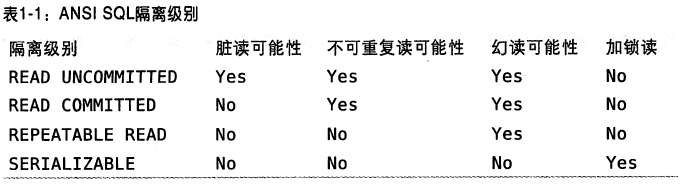 表1-1：ANSI SQL隔离级别
隔离级别 脏读可能性 不可重复读可能性 幻读可能性 加锁读
READ UNCOMMITTED Yes Yes Yes No
READ COMMITTED No Yes Yes No
REPEATABLE READ No No Yes No
SERIALIZABLE No No No Yes